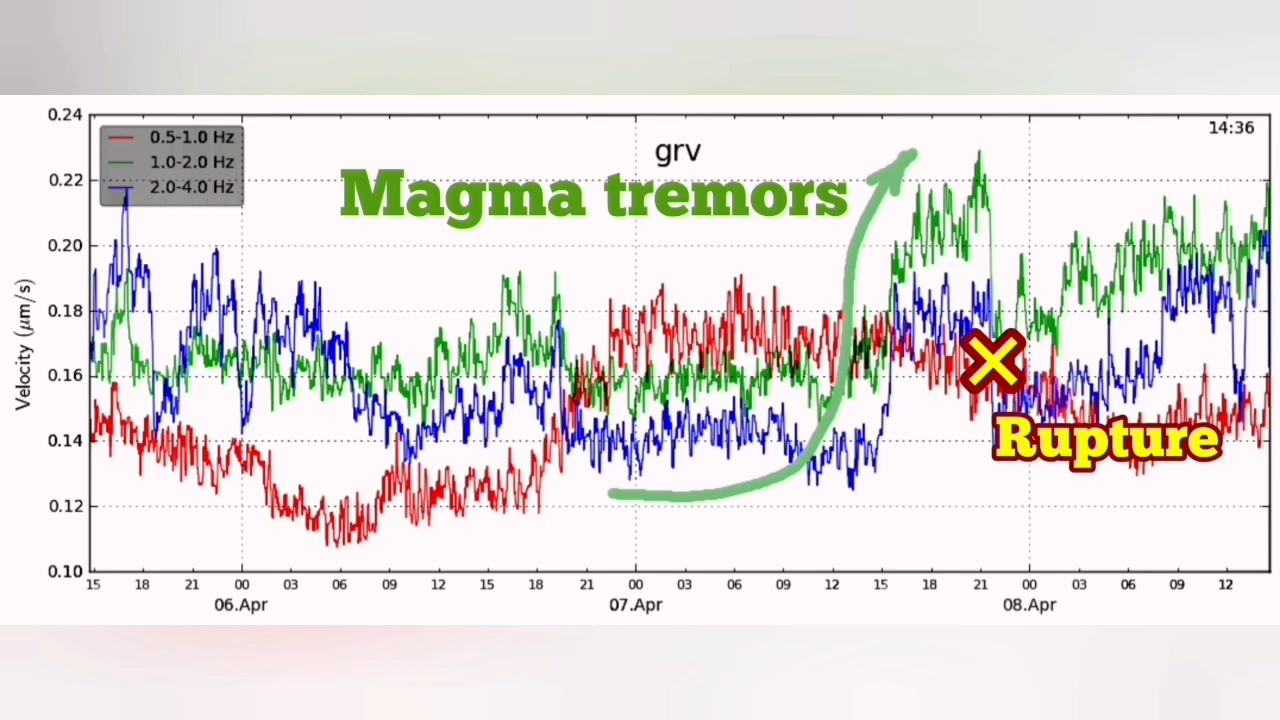 0.24
14:36
0.5-1.0 Hz
grv
1.0-2.0 Hz
0.22
2.0-4.0 Hz
Magma tremors
0.20
Velocity (μm/s)
0.18
0.16
Rupture
0.14
0.12
0.10
15 18 21 00 03 06 09 12 15 18 21 00 03 06 09 12 15 18 21 00 03 06 09 12
06.Apr 07.Apr 08.Apr